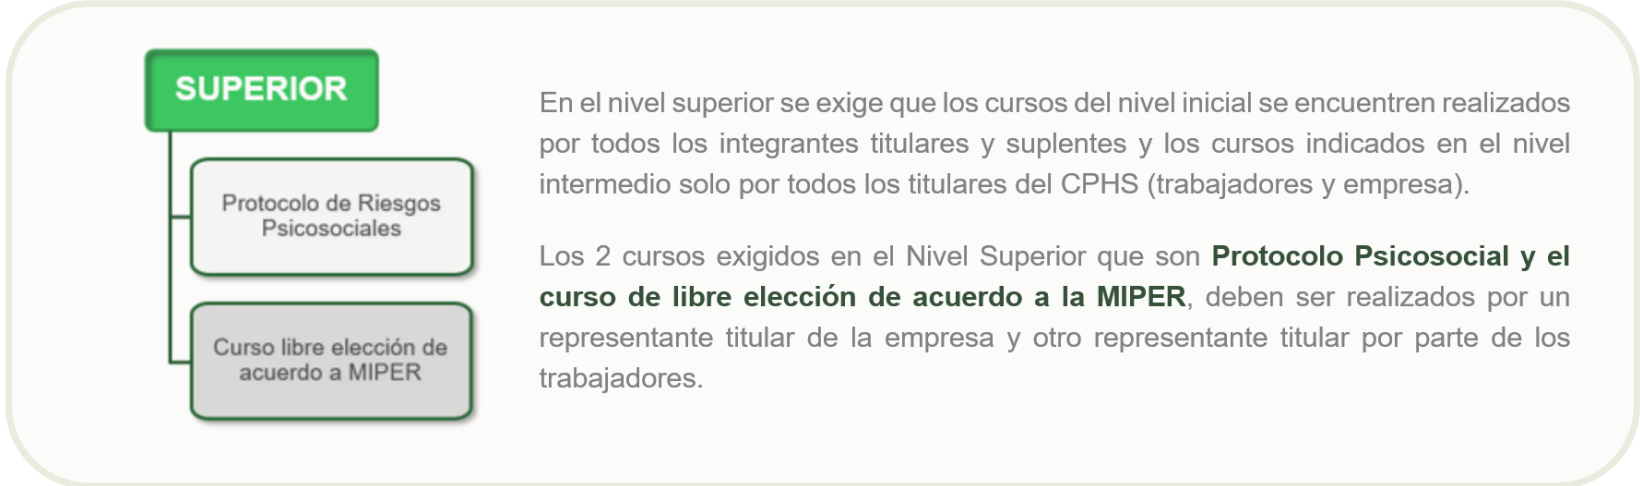 SUPERIOR
Protocolo de Riesgos
Psicosociales
Curso libre elección de
acuerdo a MIPER
En el nivel superior se exige que los cursos del nivel inicial se encuentren realizados
por todos los integrantes titulares y suplentes y los cursos indicados en el nivel
intermedio solo por todos los titulares del CPHS (trabajadores y empresa).
Los 2 cursos exigidos en el Nivel Superior que son Protocolo Psicosocial y el
curso de libre elección de acuerdo a la MIPER, deben ser realizados por un
representante titular de la empresa y otro representante titular por parte de los
trabajadores.